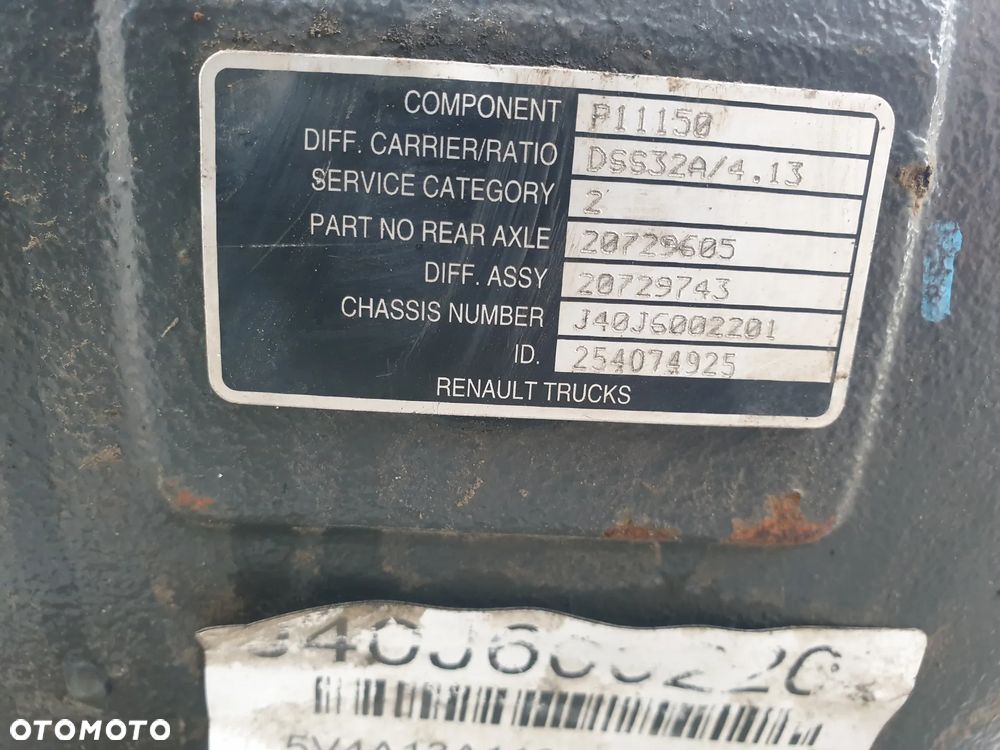 COMPONENT P11150
DIFF. CARRIER/RATIO DSS32A/4.13
SERVICE CATEGORY 2
PART NO REAR AXLE 20729605
DIFF. ASSY 20729743
CHASSIS NUMBER J40J6002201
ID. 254074925
RENAULT TRUCKS
OTOMOTO